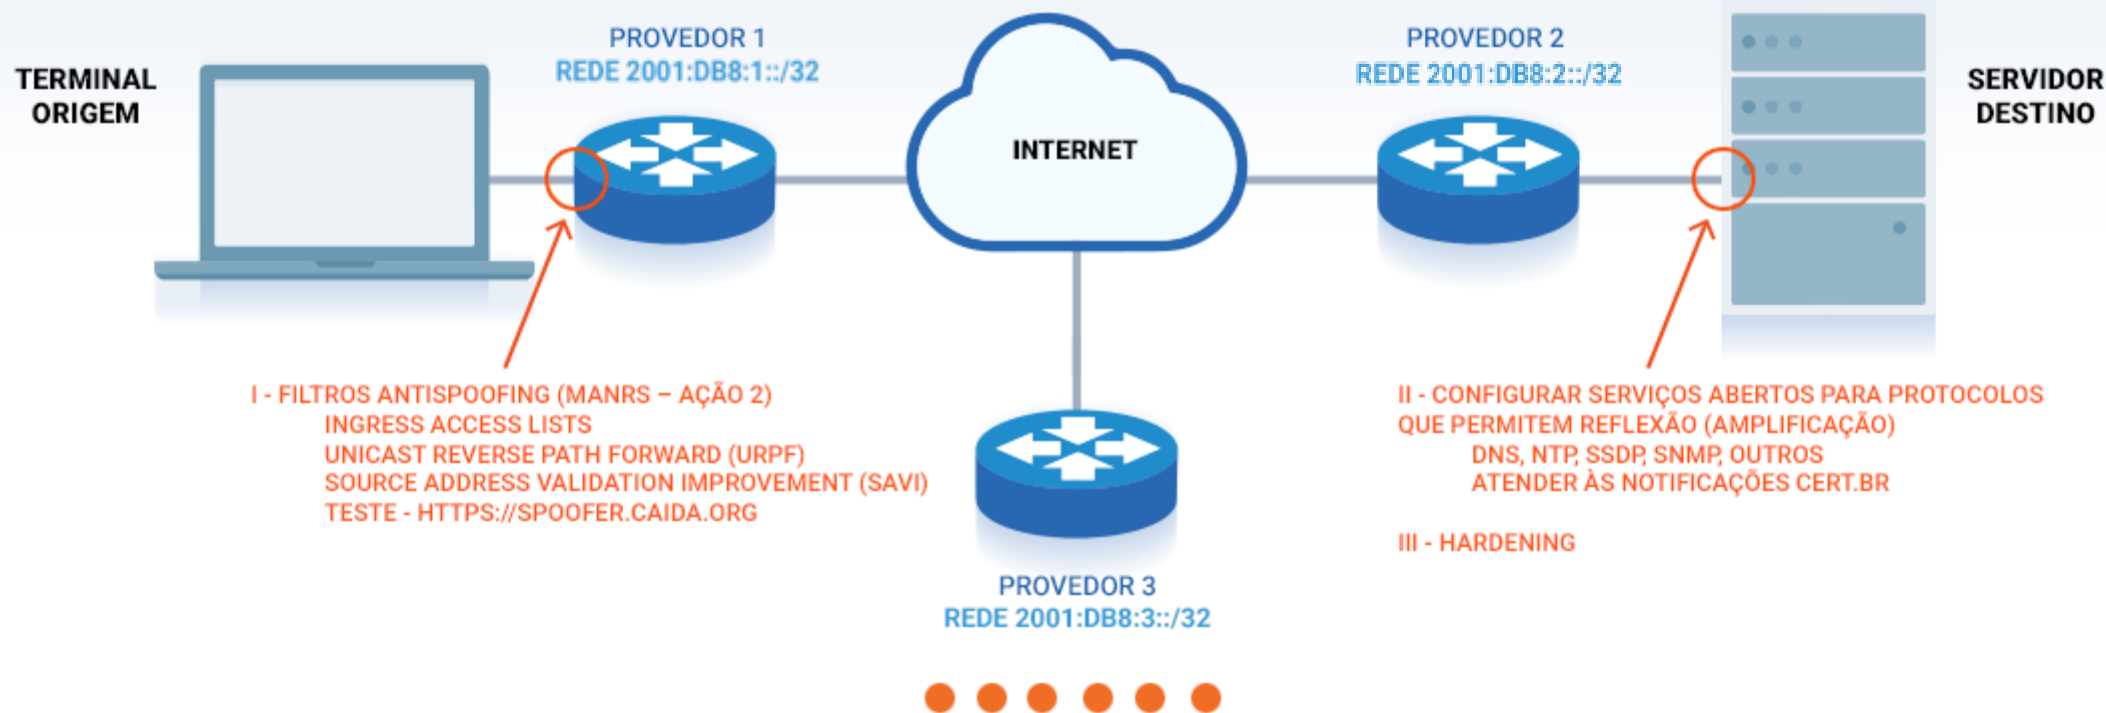 TERMINAL
ORIGEM
PROVEDOR 1
REDE 2001:DB8:1::/32
INTERNET
PROVEDOR 2
REDE 2001:DB8:2::/32
SERVIDOR
DESTINO
I - FILTROS ANTISPOOFING (MANRS – AÇÃO 2)
INGRESS ACCESS LISTS
UNICAST REVERSE PATH FORWARD (URPF)
SOURCE ADDRESS VALIDATION IMPROVEMENT (SAVI)
TESTE - HTTPS://SPOOFER.CAIDA.ORG
II - CONFIGURAR SERVIÇOS ABERTOS PARA PROTOCOLOS
QUE PERMITEM REFLEXÃO (AMPLIFICAÇÃO)
DNS, NTP, SSDP, SNMP, OUTROS
ATENDER ÀS NOTIFICAÇÕES CERT.BR
III - HARDENING
PROVEDOR 3
REDE 2001:DB8:3::/32